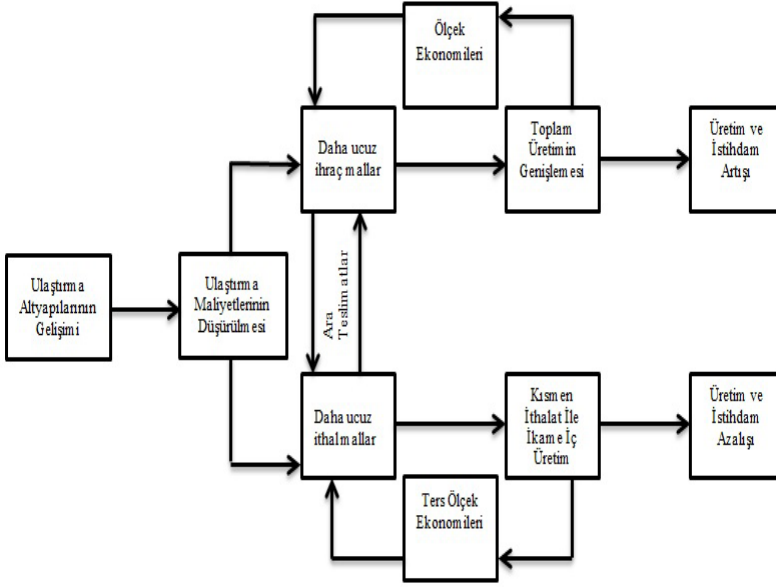 Ölçek
Ekonomileri
Daha ucuz
ihraç mallar
Toplam
Üretimin
Genişlemesi
Üretim ve
İstihdam
Artışı
Ulaştırma
Altyapılarının
Gelişimi
Ulaştırma
Maliyetlerinin
Düşürülmesi
Ara
Teslimatlar
Daha ucuz
ithal mallar
Kısmen
İthalat İle
İkame İç
Üretim
Üretim ve
İstihdam
Azalışı
Ters Ölçek
Ekonomileri